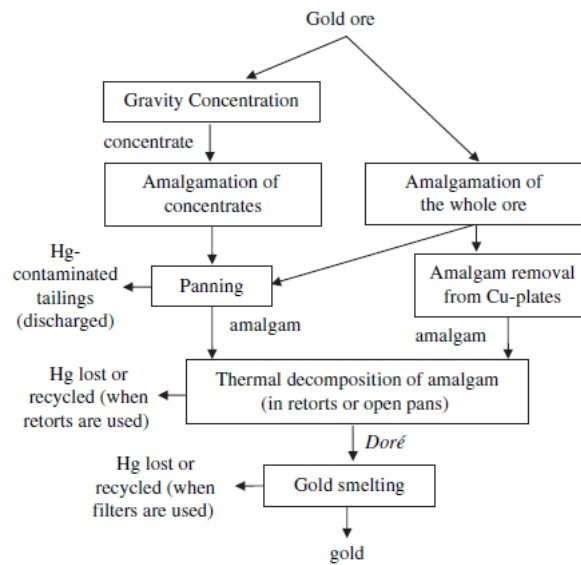 Gold ore
Gravity Concentration
concentrate
Amalgamation of
concentrates
Amalgamation of
the whole ore
Hg-
contaminated
tailings
(discharged)
Panning
Amalgam removal
from Cu-plates
amalgam
amalgam
Hg lost or
recycled (when
retorts are used)
Thermal decomposition of amalgam
(in retorts or open pans)
Doré
Hg lost or
recycled (when
filters are used)
Gold smelting
gold